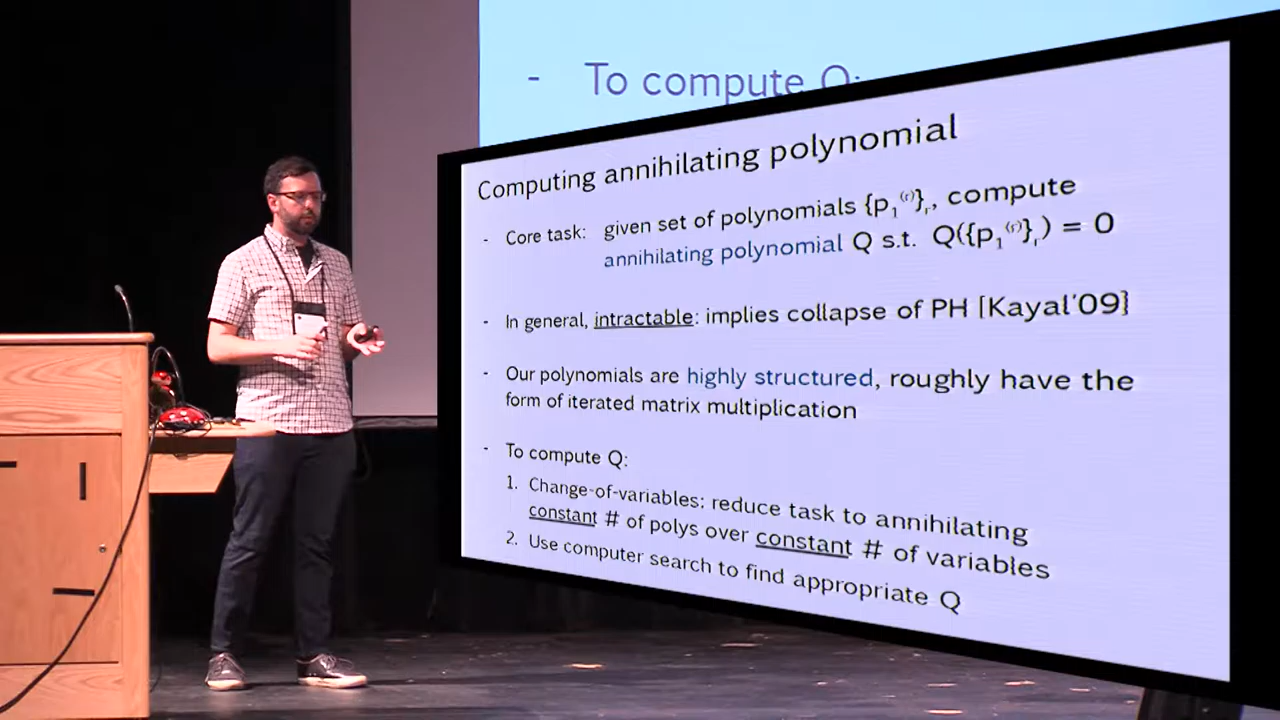 - To compute Q:
Computing annihilating polynomial
- Core task: given set of polynomials {p₁⁽ʳ⁾}ᵣ, compute
annihilating polynomial Q s.t. Q({p₁⁽ʳ⁾}ᵣ) = 0
- In general, intractable: implies collapse of PH [Kayal'09]
- Our polynomials are highly structured, roughly have the
form of iterated matrix multiplication
- To compute Q:
1. Change-of-variables: reduce task to annihilating
constant # of polys over constant # of variables
2. Use computer search to find appropriate Q